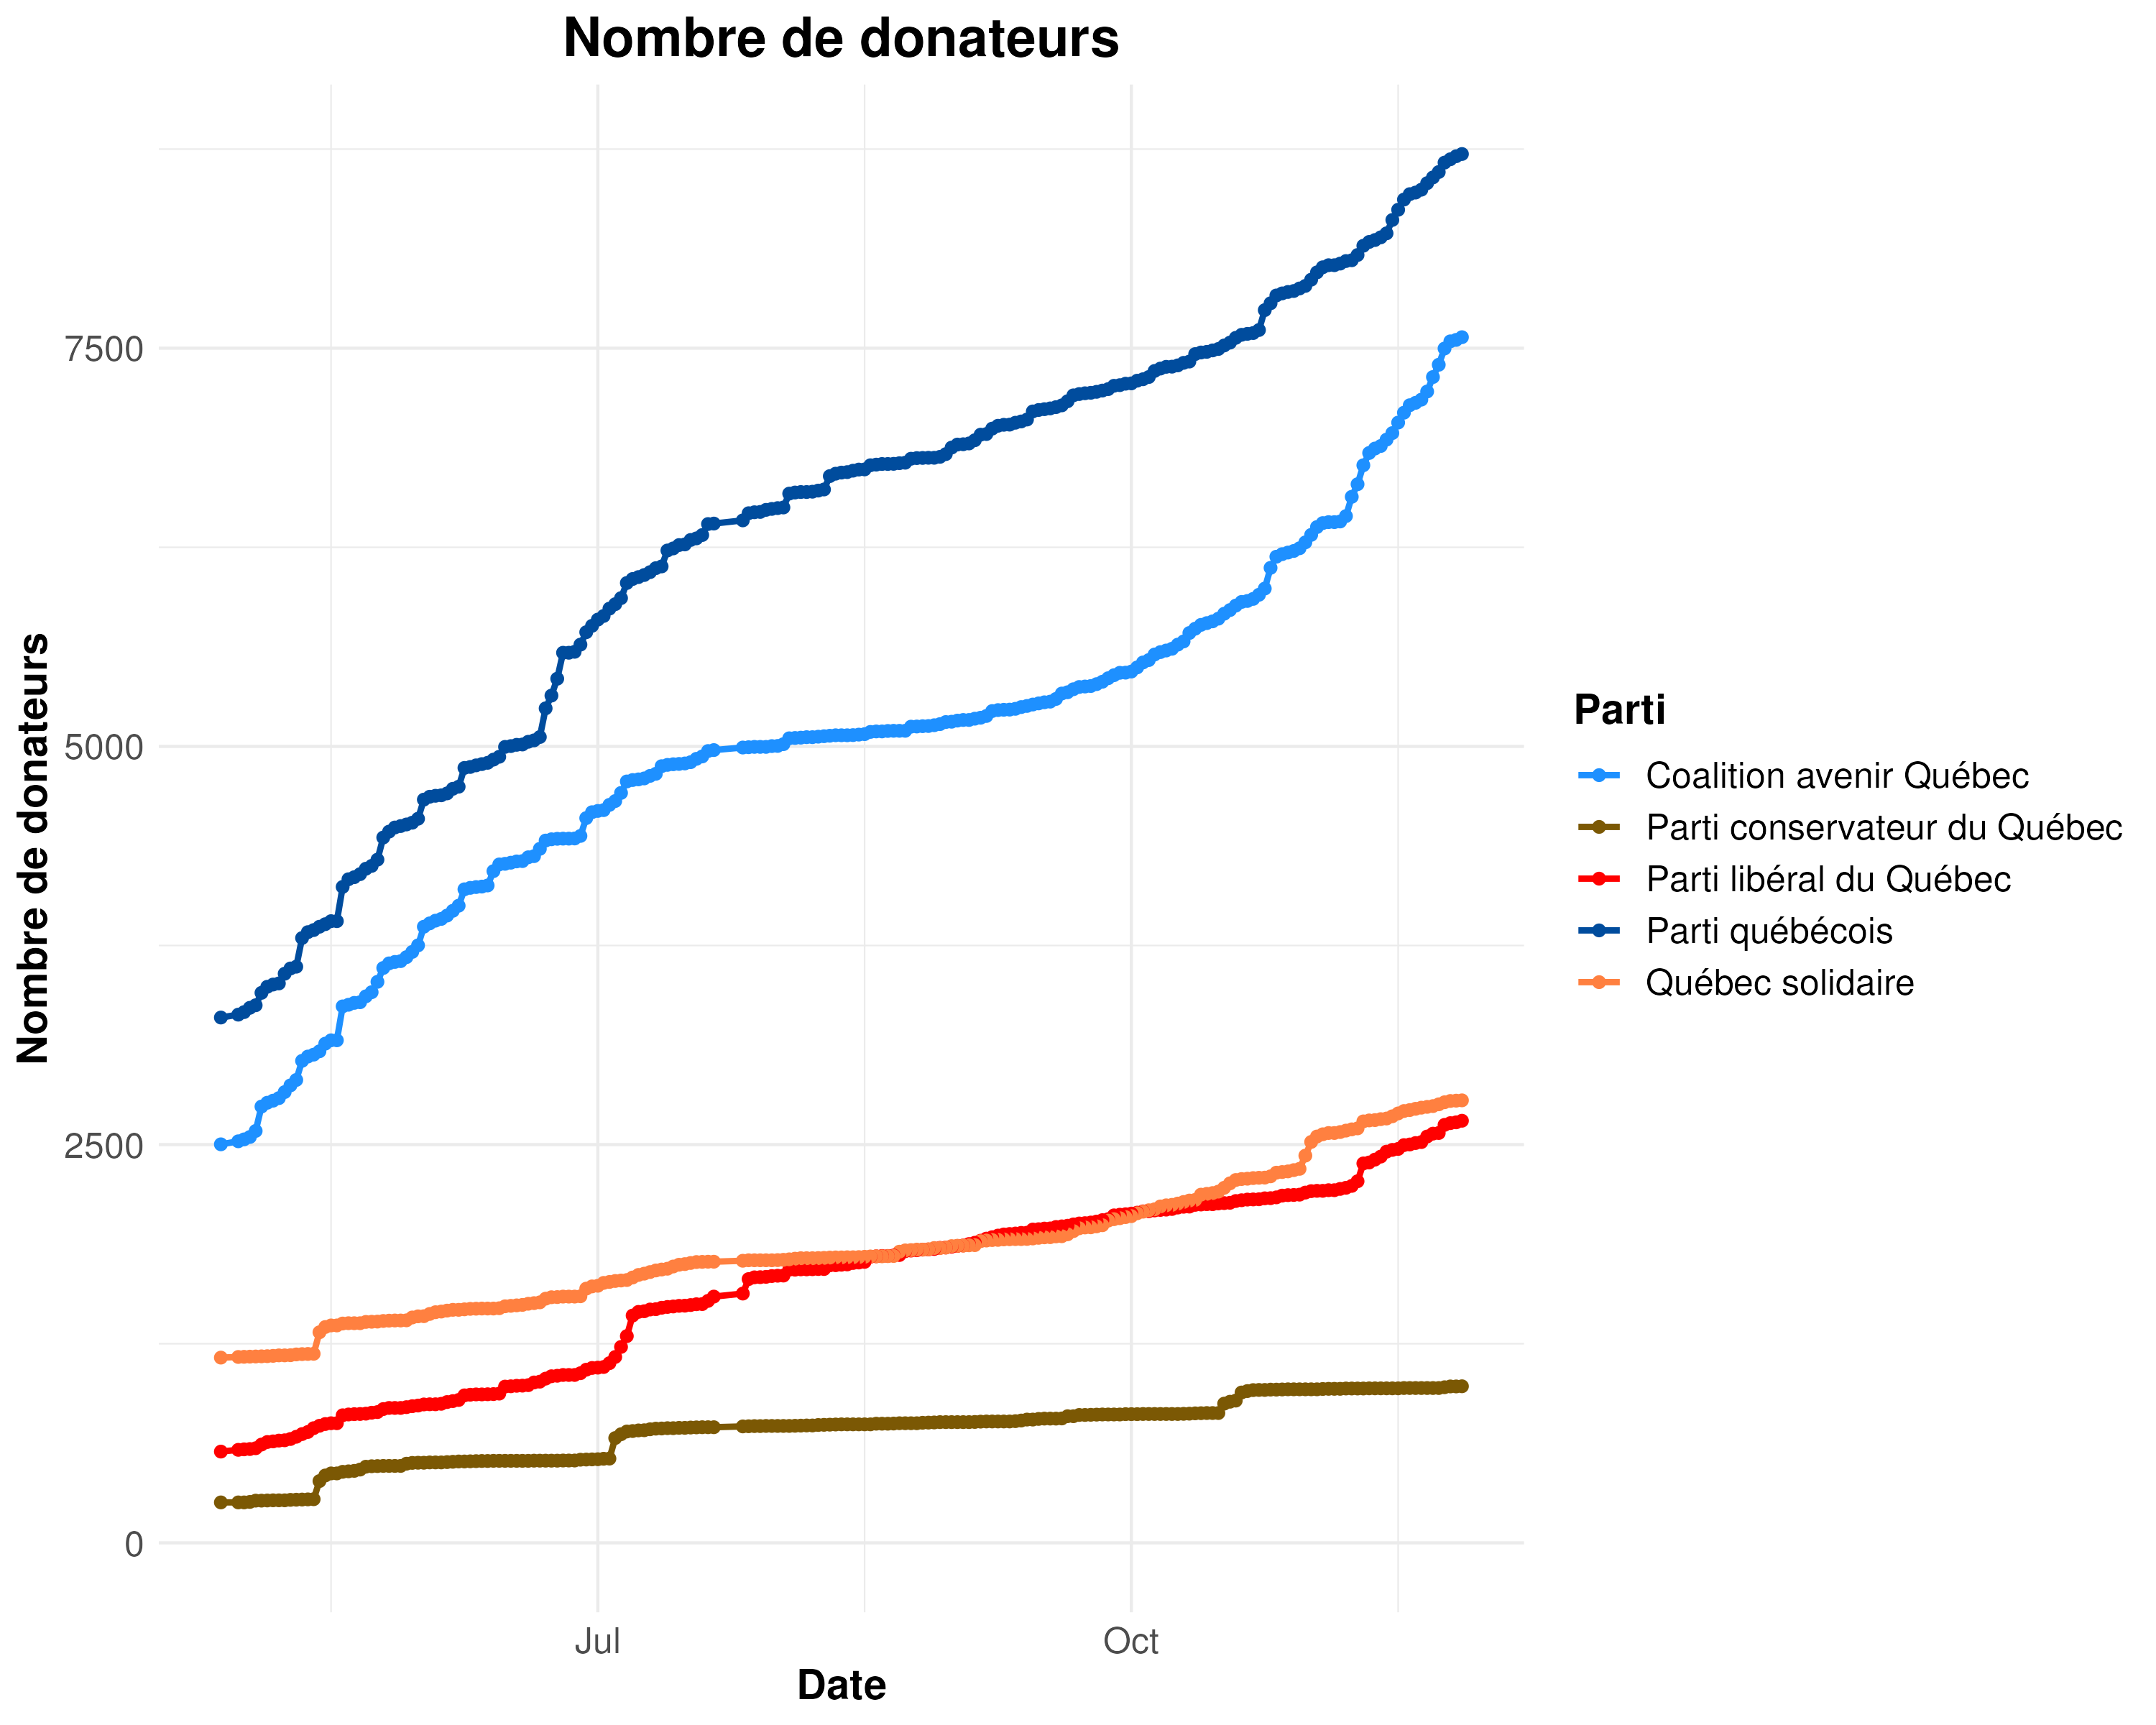 Nombre de donateurs
Nombre de donateurs
7500
5000
2500
0
Jul
Oct
Date
Parti
Coalition avenir Québec
Parti conservateur du Québec
Parti libéral du Québec
Parti québécois
Québec solidaire